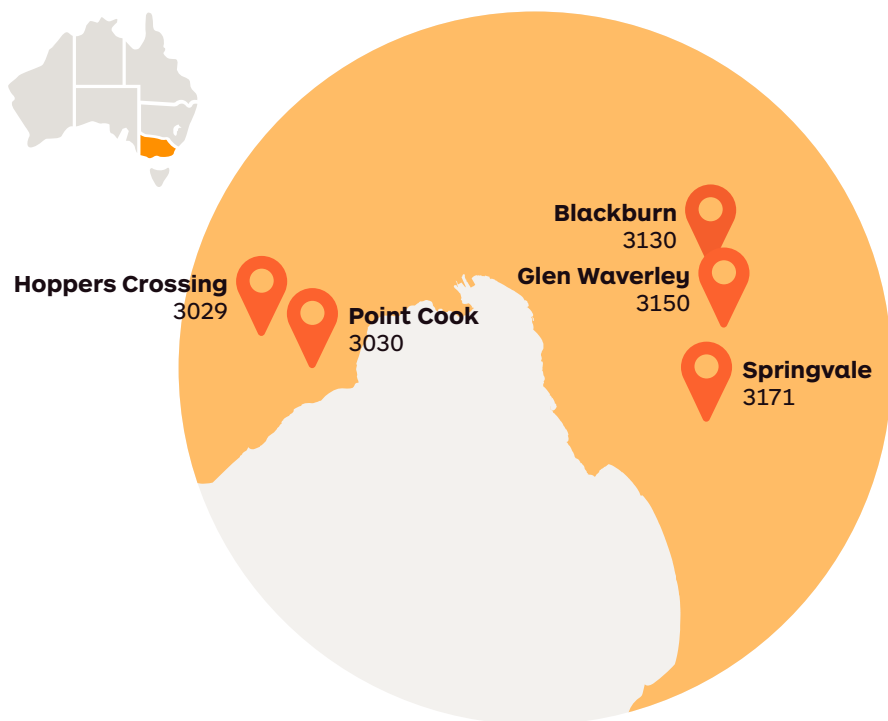 Blackburn
3130
Glen Waverley
3150
Hoppers Crossing
3029
Point Cook
3030
Springvale
3171